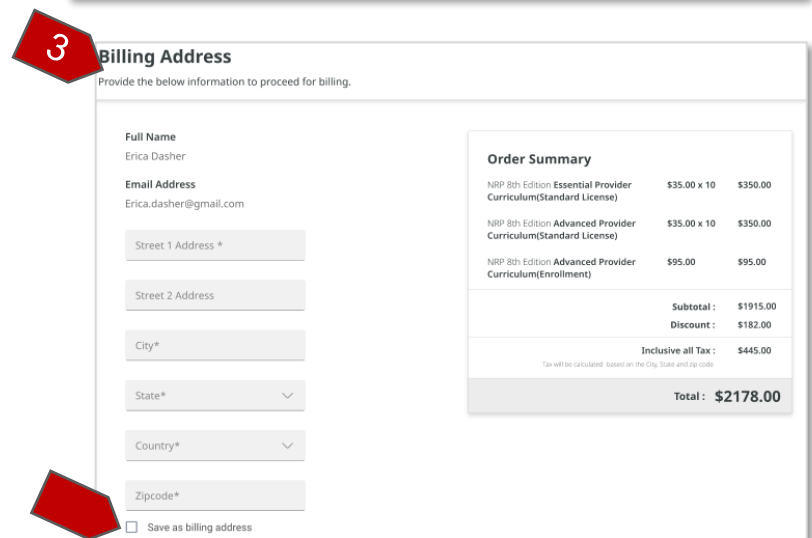 3
Billing Address
Provide the below information to proceed for billing.
Full Name
Erica Dasher
Email Address
Erica.dasher@gmail.com
Street 1 Address *
Street 2 Address
City*
State*
Country*
Zipcode*
Save as billing address
Order Summary
NRP 8th Edition Essential Provider $35.00 x 10 $350.00
Curriculum(Standard License)
NRP 8th Edition Advanced Provider $35.00 x 10 $350.00
Curriculum(Standard License)
NRP 8th Edition Advanced Provider $95.00 $95.00
Curriculum(Enrollment)
Subtotal : $1915.00
Discount : $182.00
Inclusive all Tax : $445.00
Tax will be calculated based on the City, State and zip code
Total : $2178.00